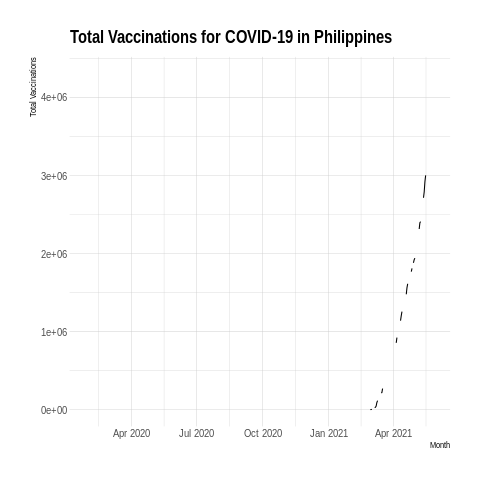 Total Vaccinations for COVID-19 in Philippines
Total Vaccinations
4e+06
3e+06
2e+06
1e+06
0e+00
Apr 2020 Jul 2020 Oct 2020 Jan 2021 Apr 2021
Month